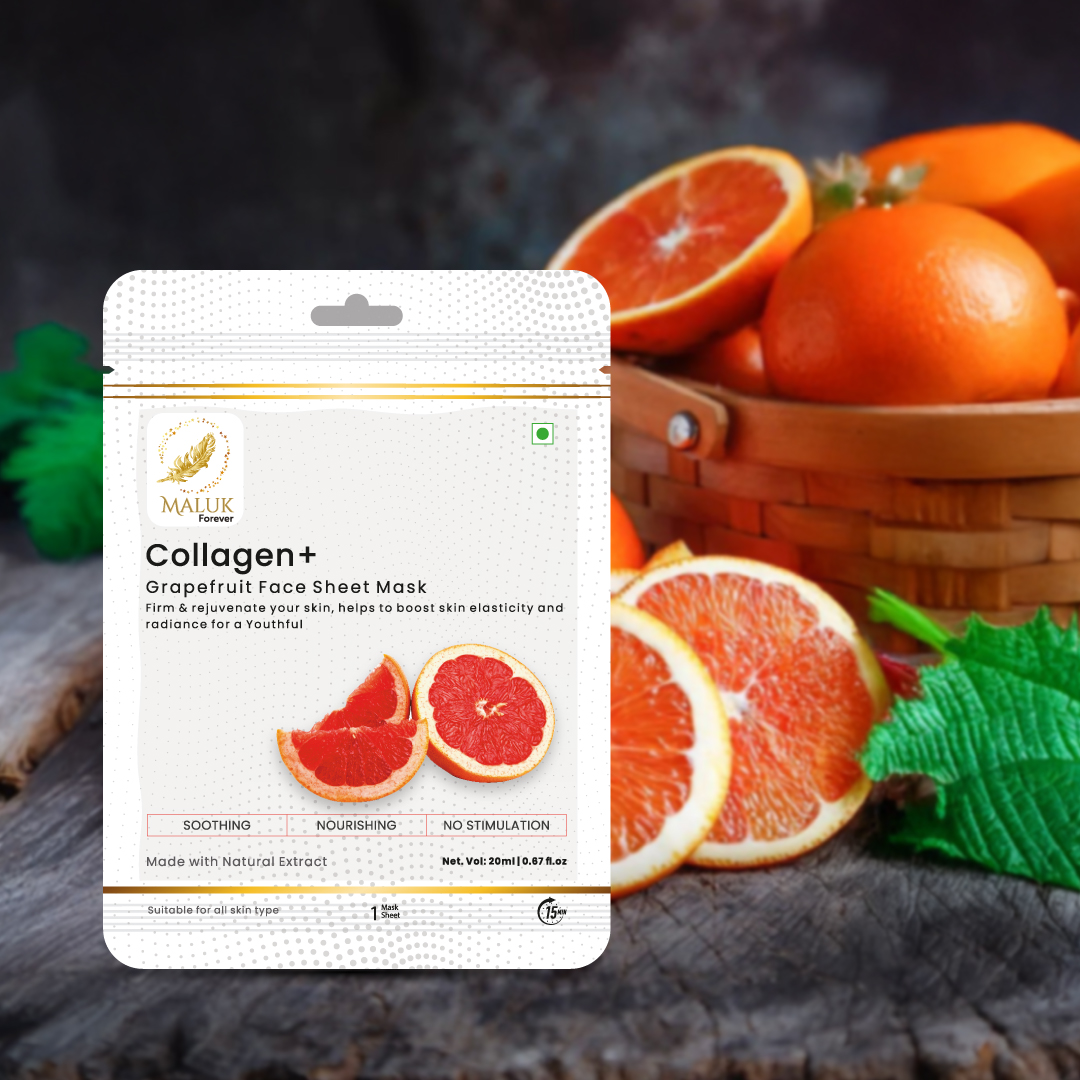 MALUK
Forever
Collagen+
Grapefruit Face Sheet Mask
Firm & rejuvenate your skin, helps to boost skin elasticity and
radiance for a Youthful
SOOTHING NOURISHING NO STIMULATION
Made with Natural Extract Net. Vol: 20ml | 0.67 fl.oz
Suitable for all skin type 1 Mask Sheet 15 MIN